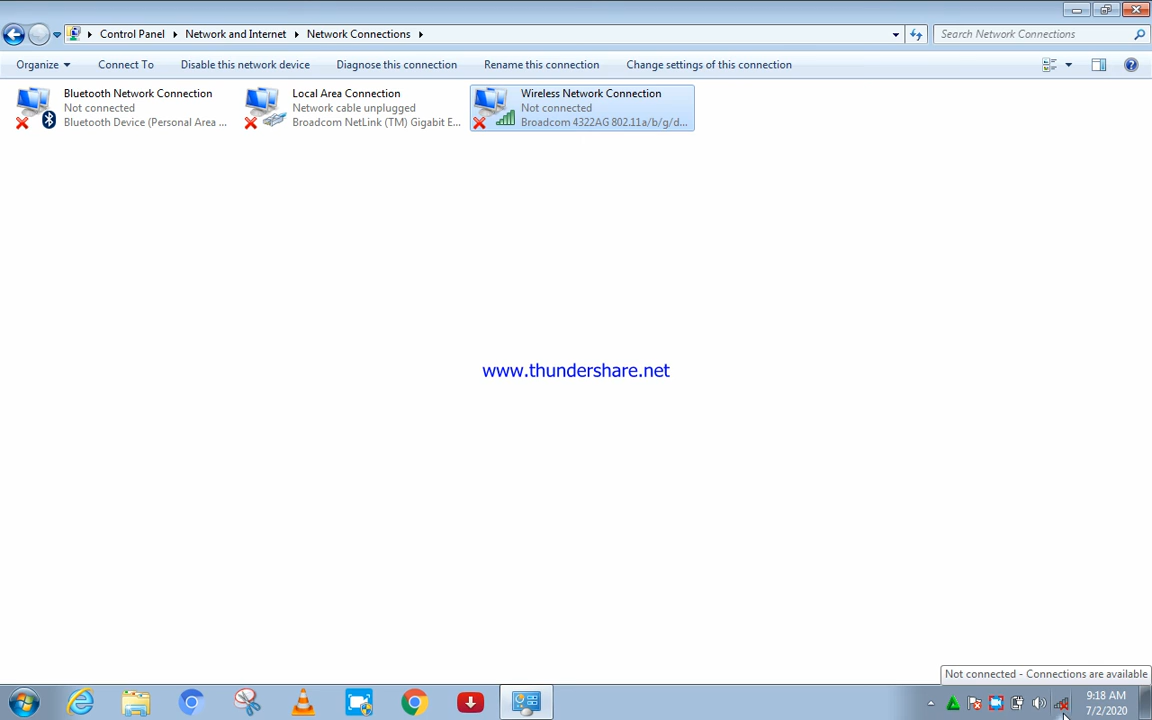 Control Panel Network and Internet Network Connections
Search Network Connections
Organize Connect To Disable this network device Diagnose this connection Rename this connection Change settings of this connection
Bluetooth Network Connection
Not connected
Bluetooth Device (Personal Area ...
Local Area Connection
Network cable unplugged
Broadcom NetLink (TM) Gigabit E...
Wireless Network Connection
Not connected
Broadcom 4322AG 802.11a/b/g/d...
www.thundershare.net
Not connected - Connections are available
9:18 AM
7/2/2020